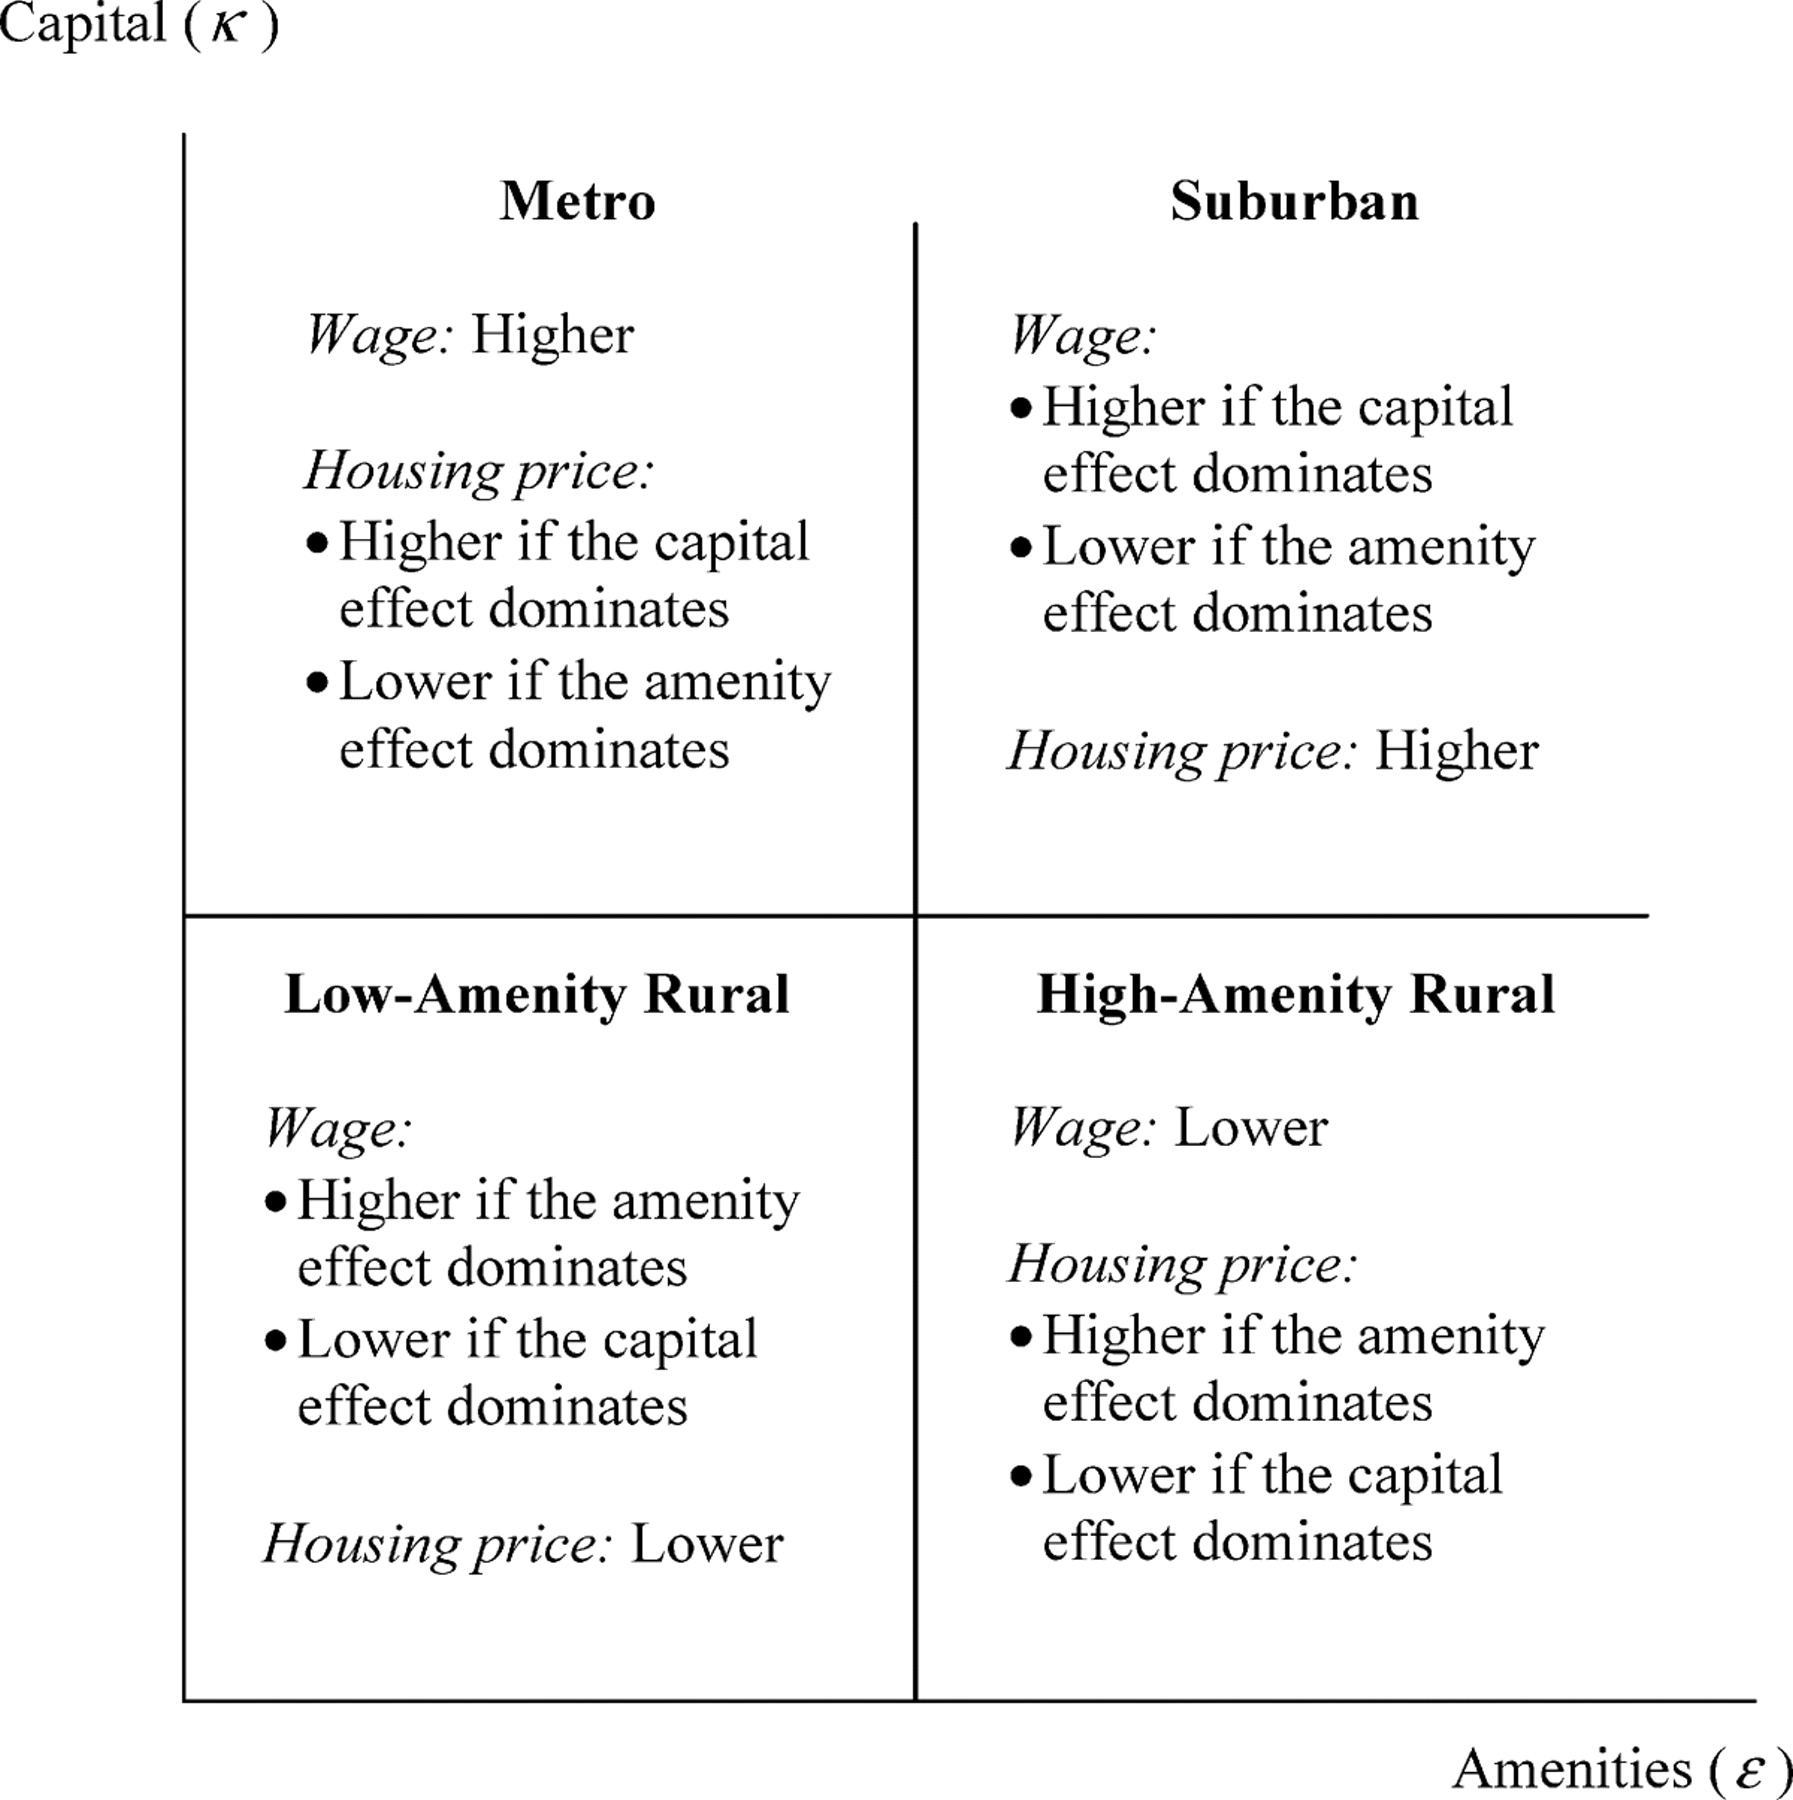 Capital (κ)
Metro
Wage: Higher
Housing price:
• Higher if the capital
effect dominates
• Lower if the amenity
effect dominates
Suburban
Wage:
• Higher if the capital
effect dominates
• Lower if the amenity
effect dominates
Housing price: Higher
Low-Amenity Rural
Wage:
• Higher if the amenity
effect dominates
• Lower if the capital
effect dominates
Housing price: Lower
High-Amenity Rural
Wage: Lower
Housing price:
• Higher if the amenity
effect dominates
• Lower if the capital
effect dominates
Amenities (ε)